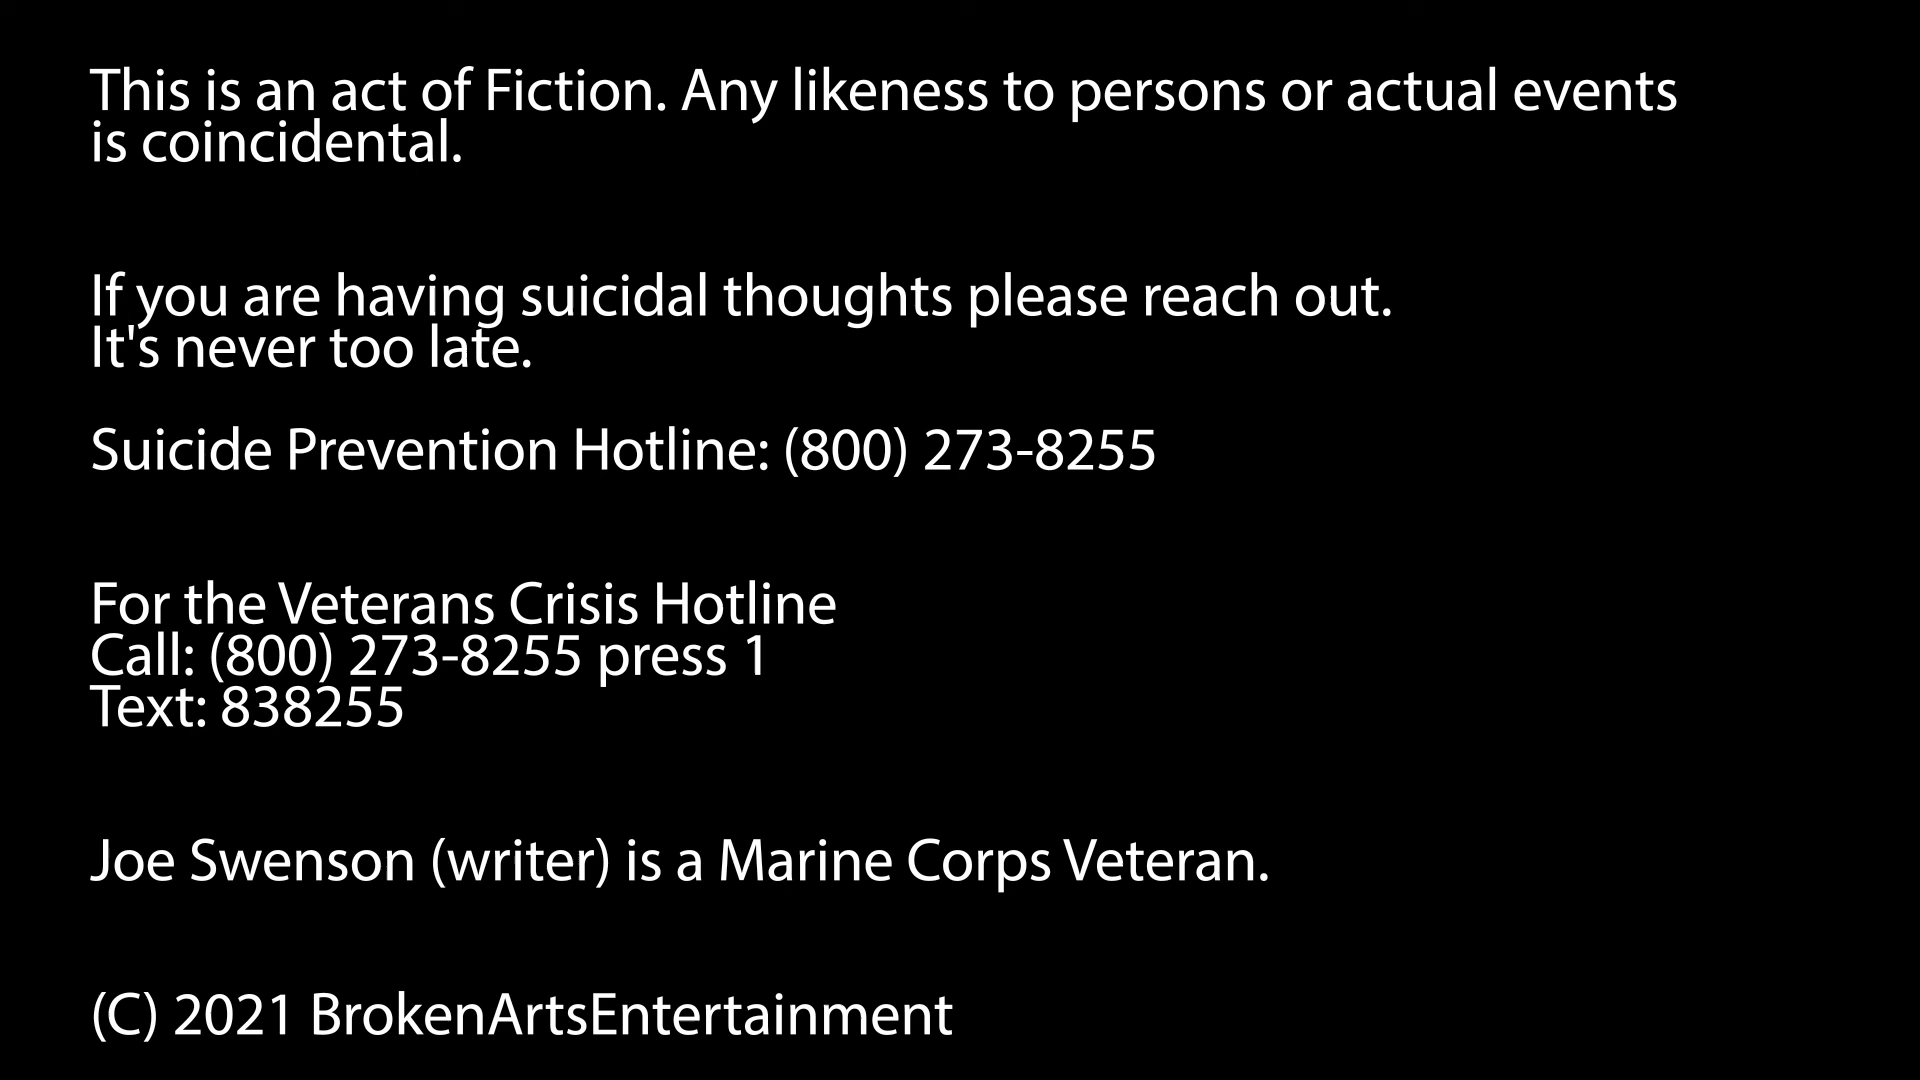 This is an act of Fiction. Any likeness to persons or actual events
is coincidental.
If you are having suicidal thoughts please reach out.
It's never too late.
Suicide Prevention Hotline: (800) 273-8255
For the Veterans Crisis Hotline
Call: (800) 273-8255 press 1
Text: 838255
Joe Swenson (writer) is a Marine Corps Veteran.
(C) 2021 BrokenArtsEntertainment